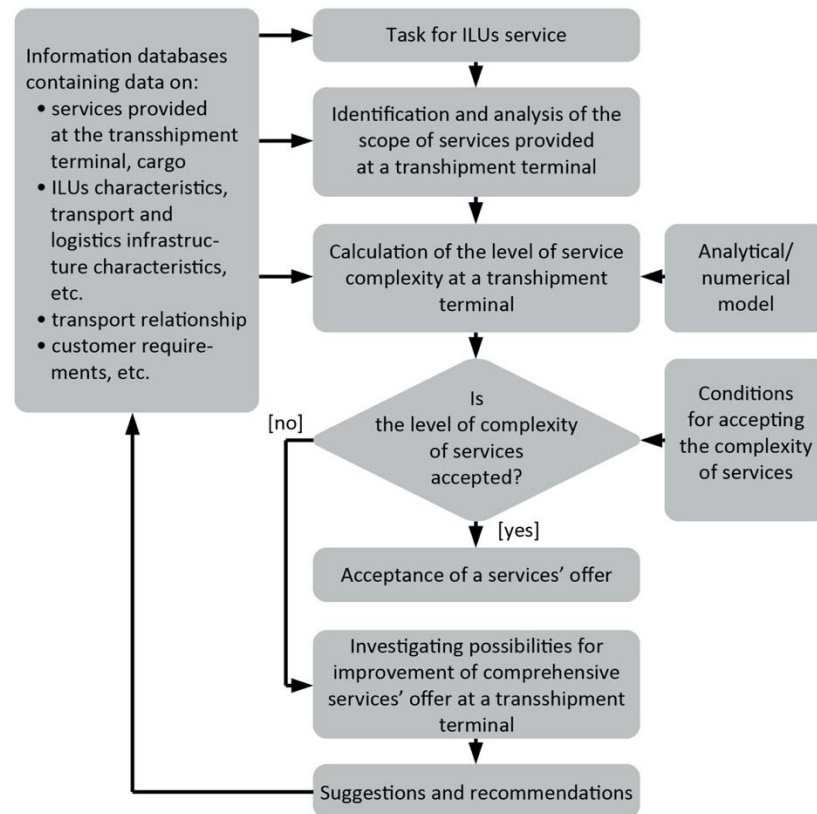 Information databases
containing data on:
• services provided
at the transshipment
terminal, cargo
• ILUs characteristics,
transport and
logistics infrastruc-
ture characteristics,
etc.
• transport relationship
• customer require-
ments, etc.
Task for ILUs service
Identification and analysis of the
scope of services provided
at a transhipment terminal
Calculation of the level of service
complexity at a transhipment
terminal
Analytical/
numerical
model
Is
the level of complexity
of services
accepted?
Conditions
for accepting
the complexity
of services
[no]
[yes]
Acceptance of a services’ offer
Investigating possibilities for
improvement of comprehensive
services’ offer at a transshipment
terminal
Suggestions and recommendations